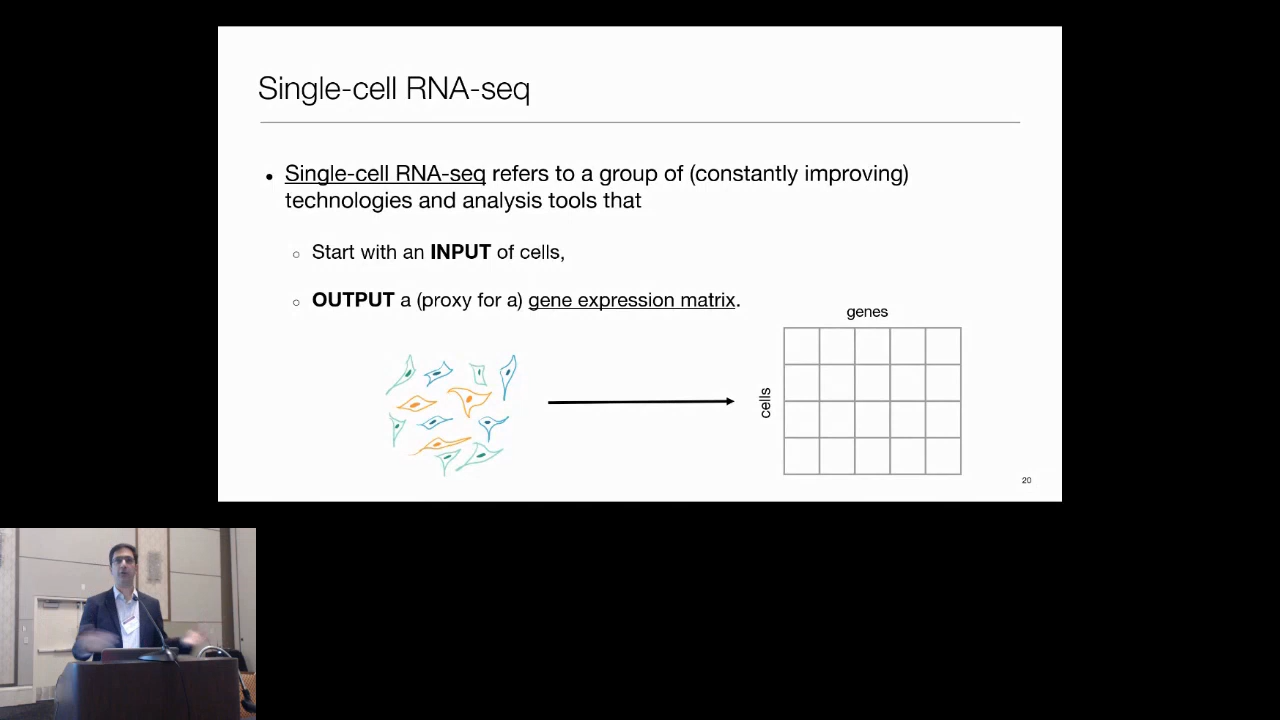 Single-cell RNA-seq
• Single-cell RNA-seq refers to a group of (constantly improving)
technologies and analysis tools that
○ Start with an INPUT of cells,
○ OUTPUT a (proxy for a) gene expression matrix.
genes
cells
20